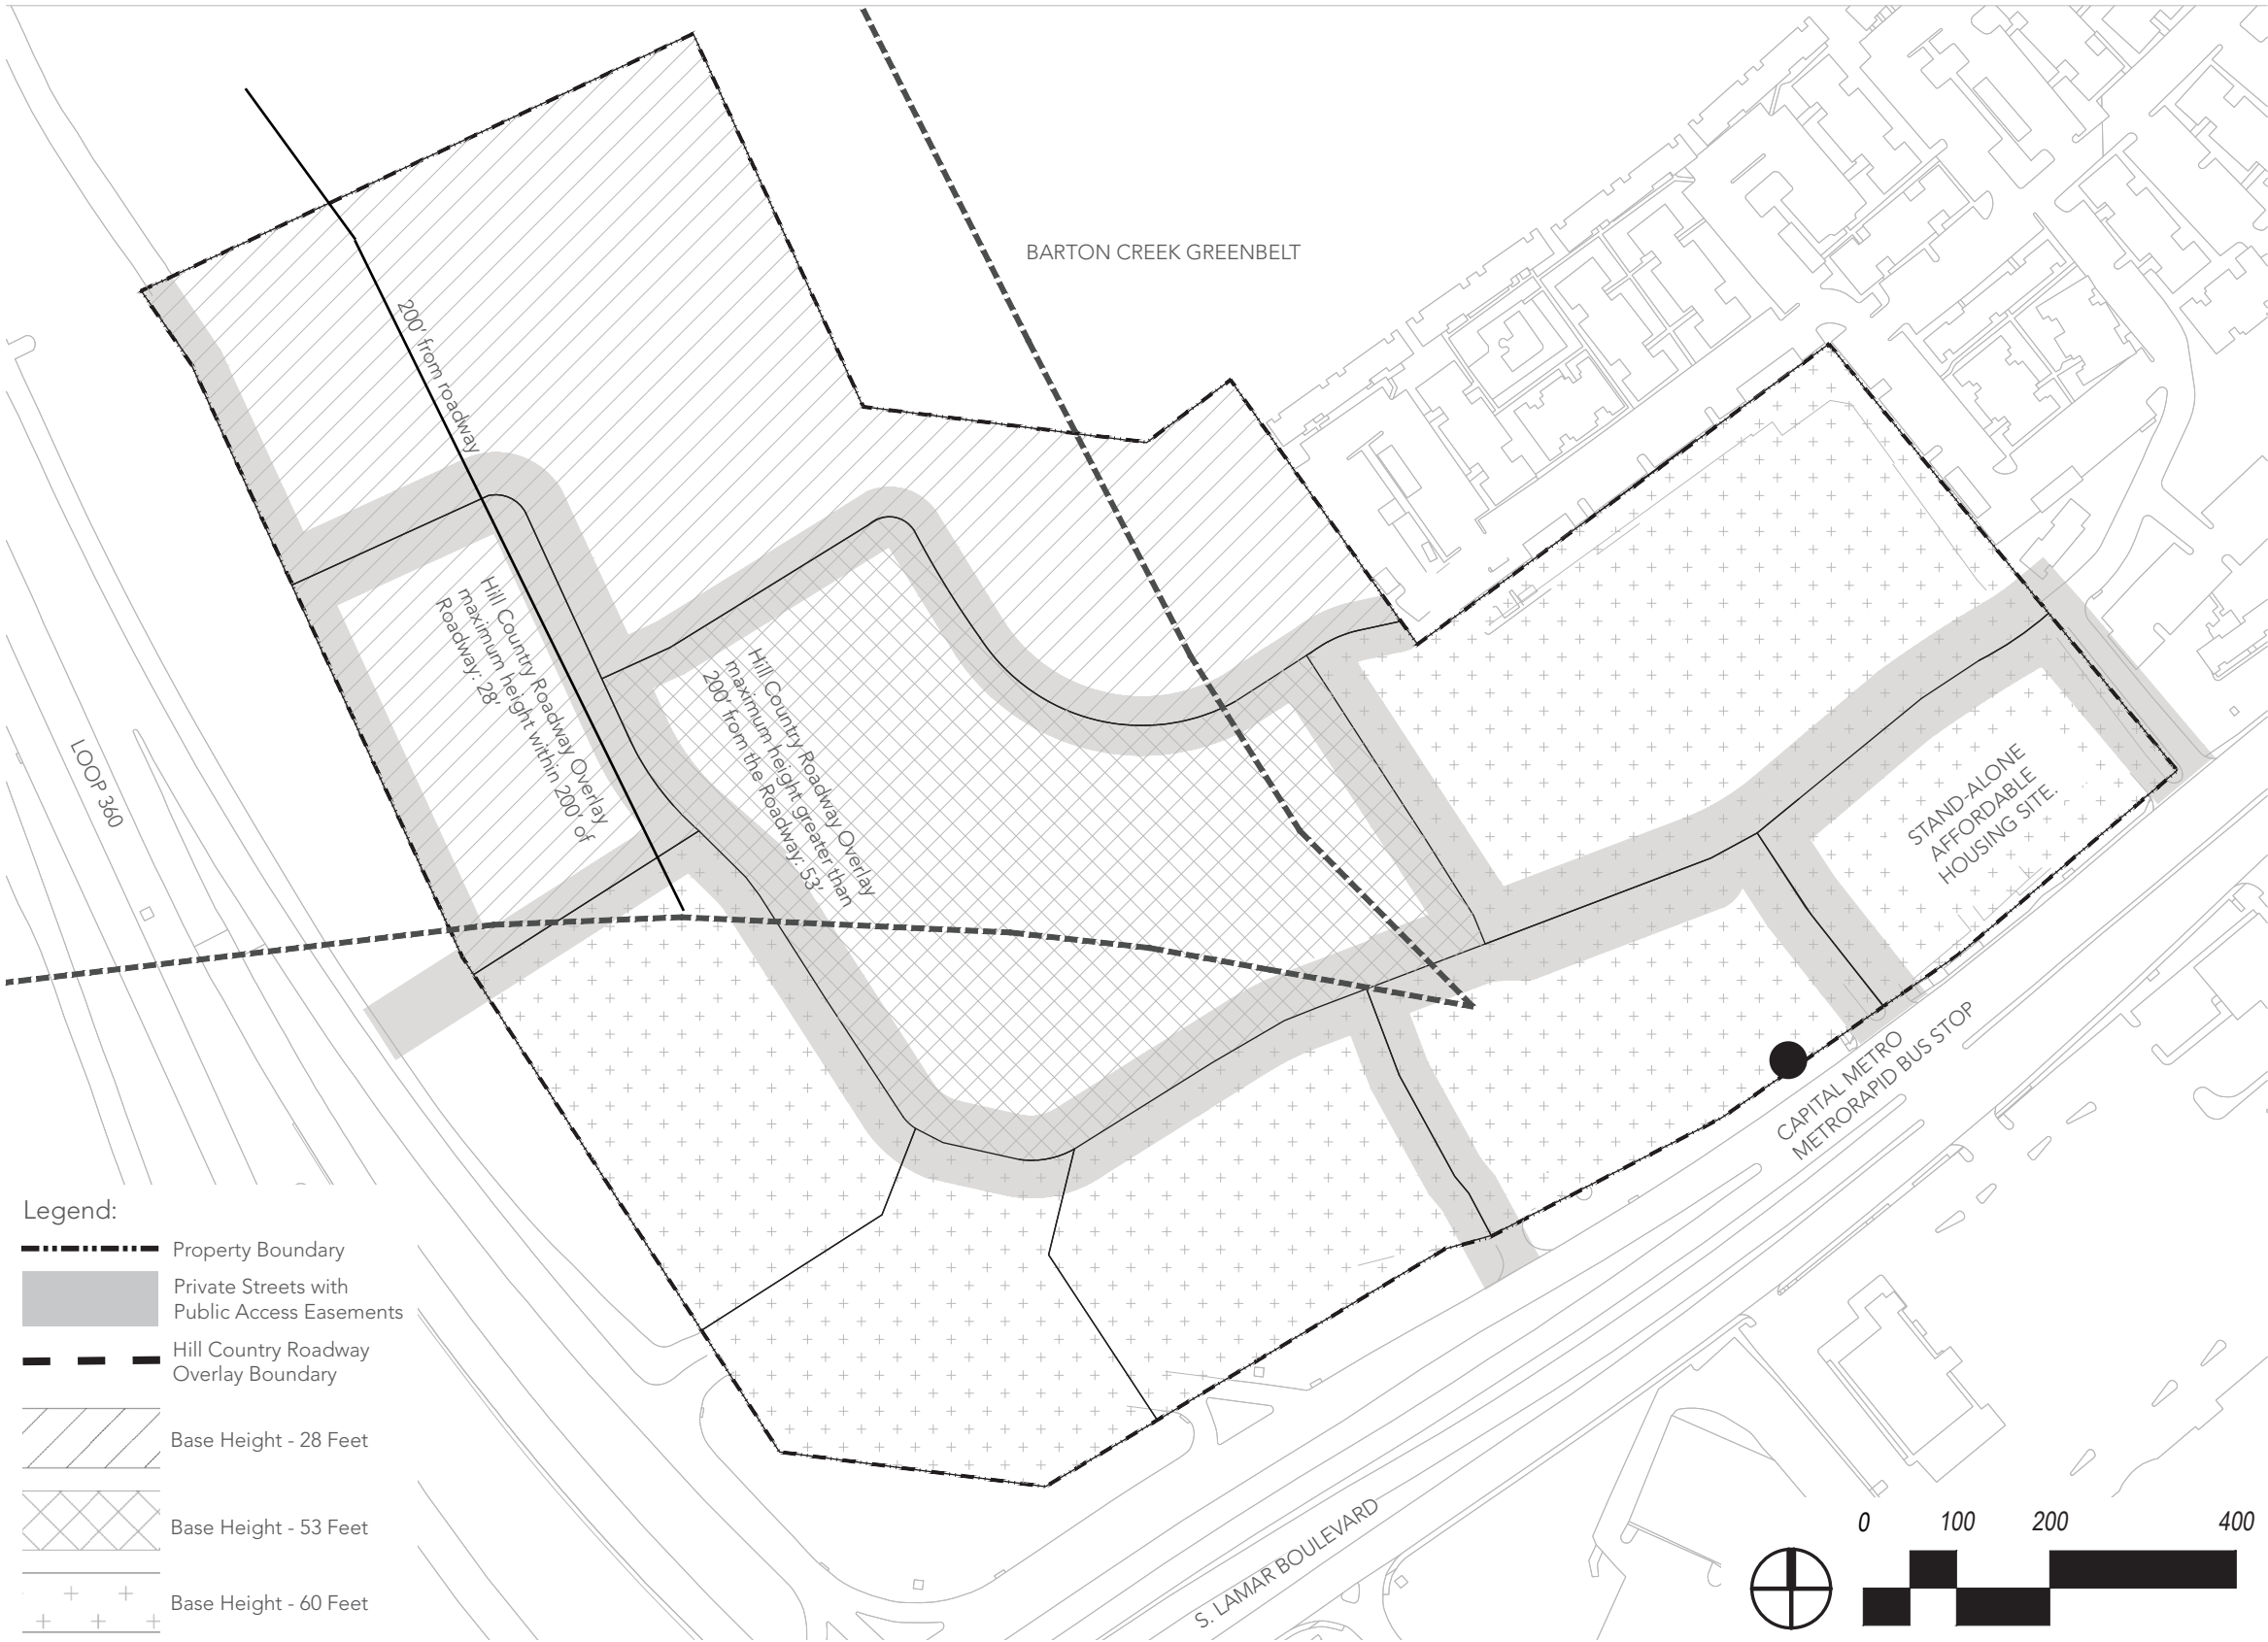 BARTON CREEK GREENBELT
200' from roadway
Hill Country Roadway Overlay
maximum height within 200' of
Roadway: 28'
Hill Country Roadway Overlay
maximum height greater than
200' from the Roadway: 53'
LOOP 360
STAND-ALONE
AFFORDABLE
HOUSING SITE.
CAPITAL METRO
METRORAPID BUS STOP
S. LAMAR BOULEVARD
Legend:
Property Boundary
Private Streets with
Public Access Easements
Hill Country Roadway
Overlay Boundary
Base Height - 28 Feet
Base Height - 53 Feet
Base Height - 60 Feet
0 100 200 400